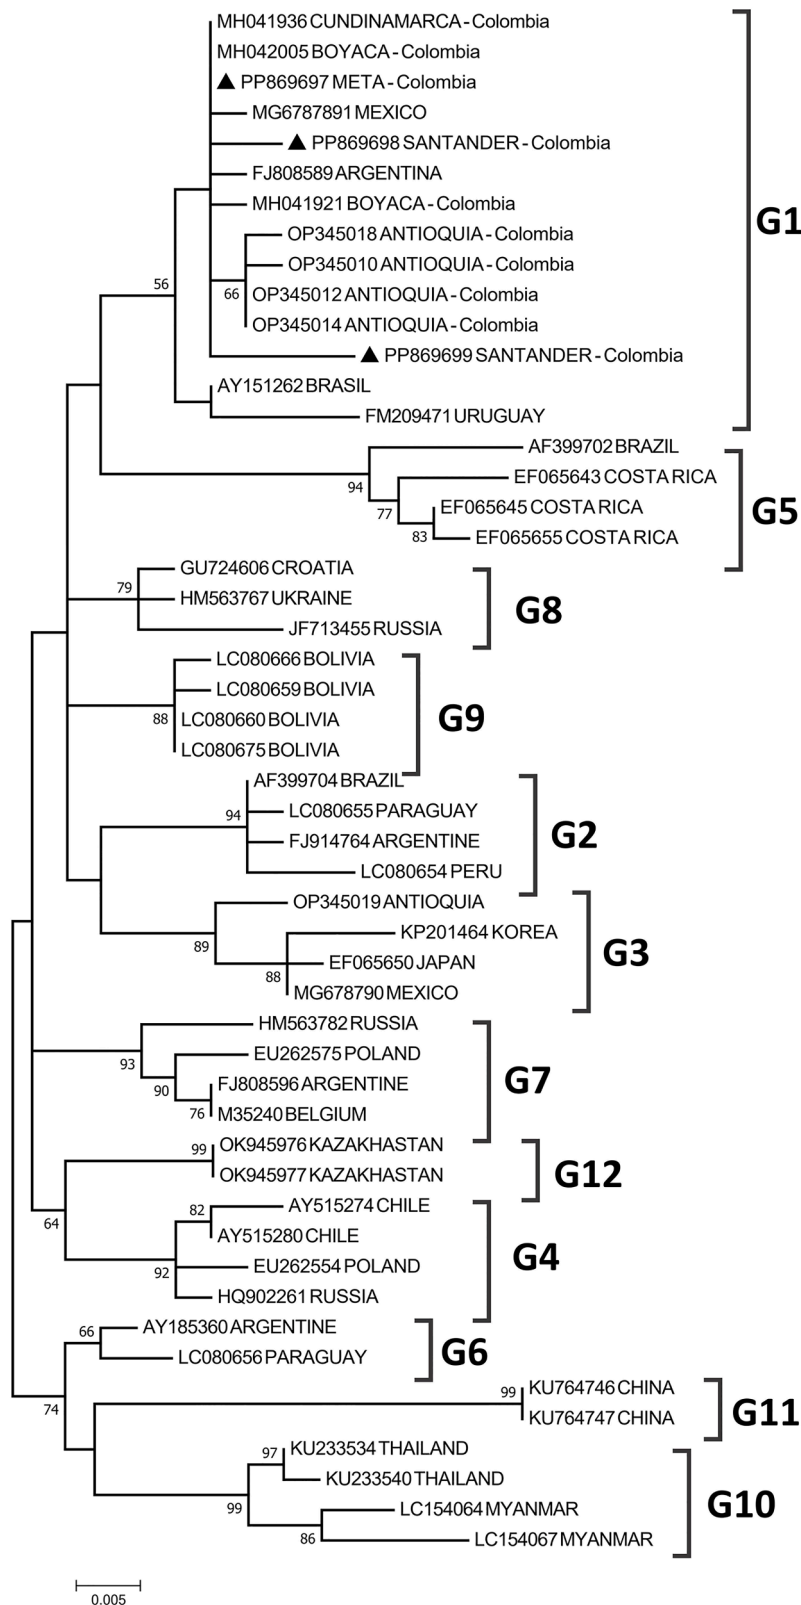 MH041936 CUNDINAMARCA - Colombia
MH042005 BOYACA - Colombia
PP869697 META - Colombia
MG6787891 MEXICO
PP869698 SANTANDER - Colombia
FJ808589 ARGENTINA
MH041921 BOYACA - Colombia
G1
OP345018 ANTIOQUIA - Colombia
OP345010 ANTIOQUIA - Colombia
56
66
OP345012 ANTIOQUIA - Colombia
OP345014 ANTIOQUIA - Colombia
PP869699 SANTANDER - Colombia
AY151262 BRASIL
FM209471 URUGUAY
AF399702 BRAZIL
EF065643 COSTA RICA
94
EF065645 COSTA RICA
77
G5
83
EF065655 COSTA RICA
GU724606 CROATIA
79
HM563767 UKRAINE
G8
JF713455 RUSSIA
LC080666 BOLIVIA
LC080659 BOLIVIA
88
LC080660 BOLIVIA
G9
LC080675 BOLIVIA
AF399704 BRAZIL
94
LC080655 PARAGUAY
G2
FJ914764 ARGENTINE
LC080654 PERU
OP345019 ANTIOQUIA
KP201464 KOREA
89
G3
EF065650 JAPAN
88
MG678790 MEXICO
HM563782 RUSSIA
EU262575 POLAND
93
G7
90
FJ808596 ARGENTINE
76
M35240 BELGIUM
99
OK945976 KAZAKHASTAN
G12
OK945977 KAZAKHASTAN
82
AY515274 CHILE
64
AY515280 CHILE
G4
92
EU262554 POLAND
HQ902261 RUSSIA
66
AY185360 ARGENTINE
G6
LC080656 PARAGUAY
99
KU764746 CHINA
74
G11
KU764747 CHINA
97
KU233534 THAILAND
KU233540 THAILAND
G10
99
LC154064 MYANMAR
86
LC154067 MYANMAR
0.005